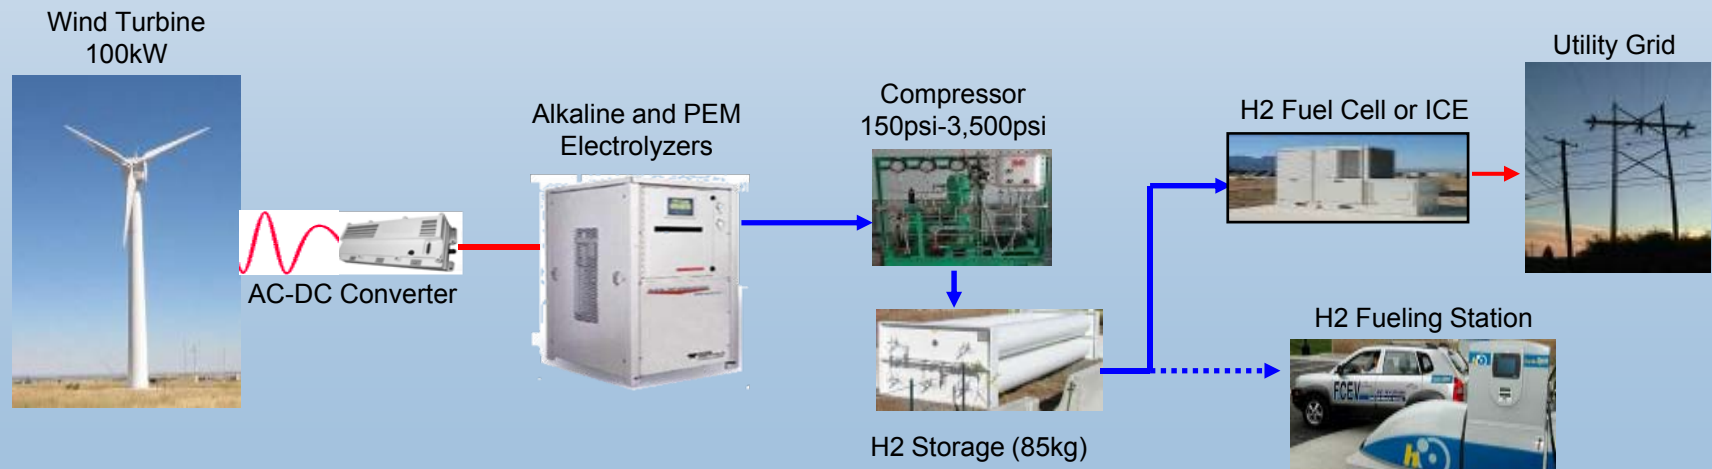 Wind Turbine
100kW
AC-DC Converter
Alkaline and PEM
Electrolyzers
Compressor
150psi-3,500psi
H2 Storage (85kg)
H2 Fuel Cell or ICE
Utility Grid
H2 Fueling Station
FCEV